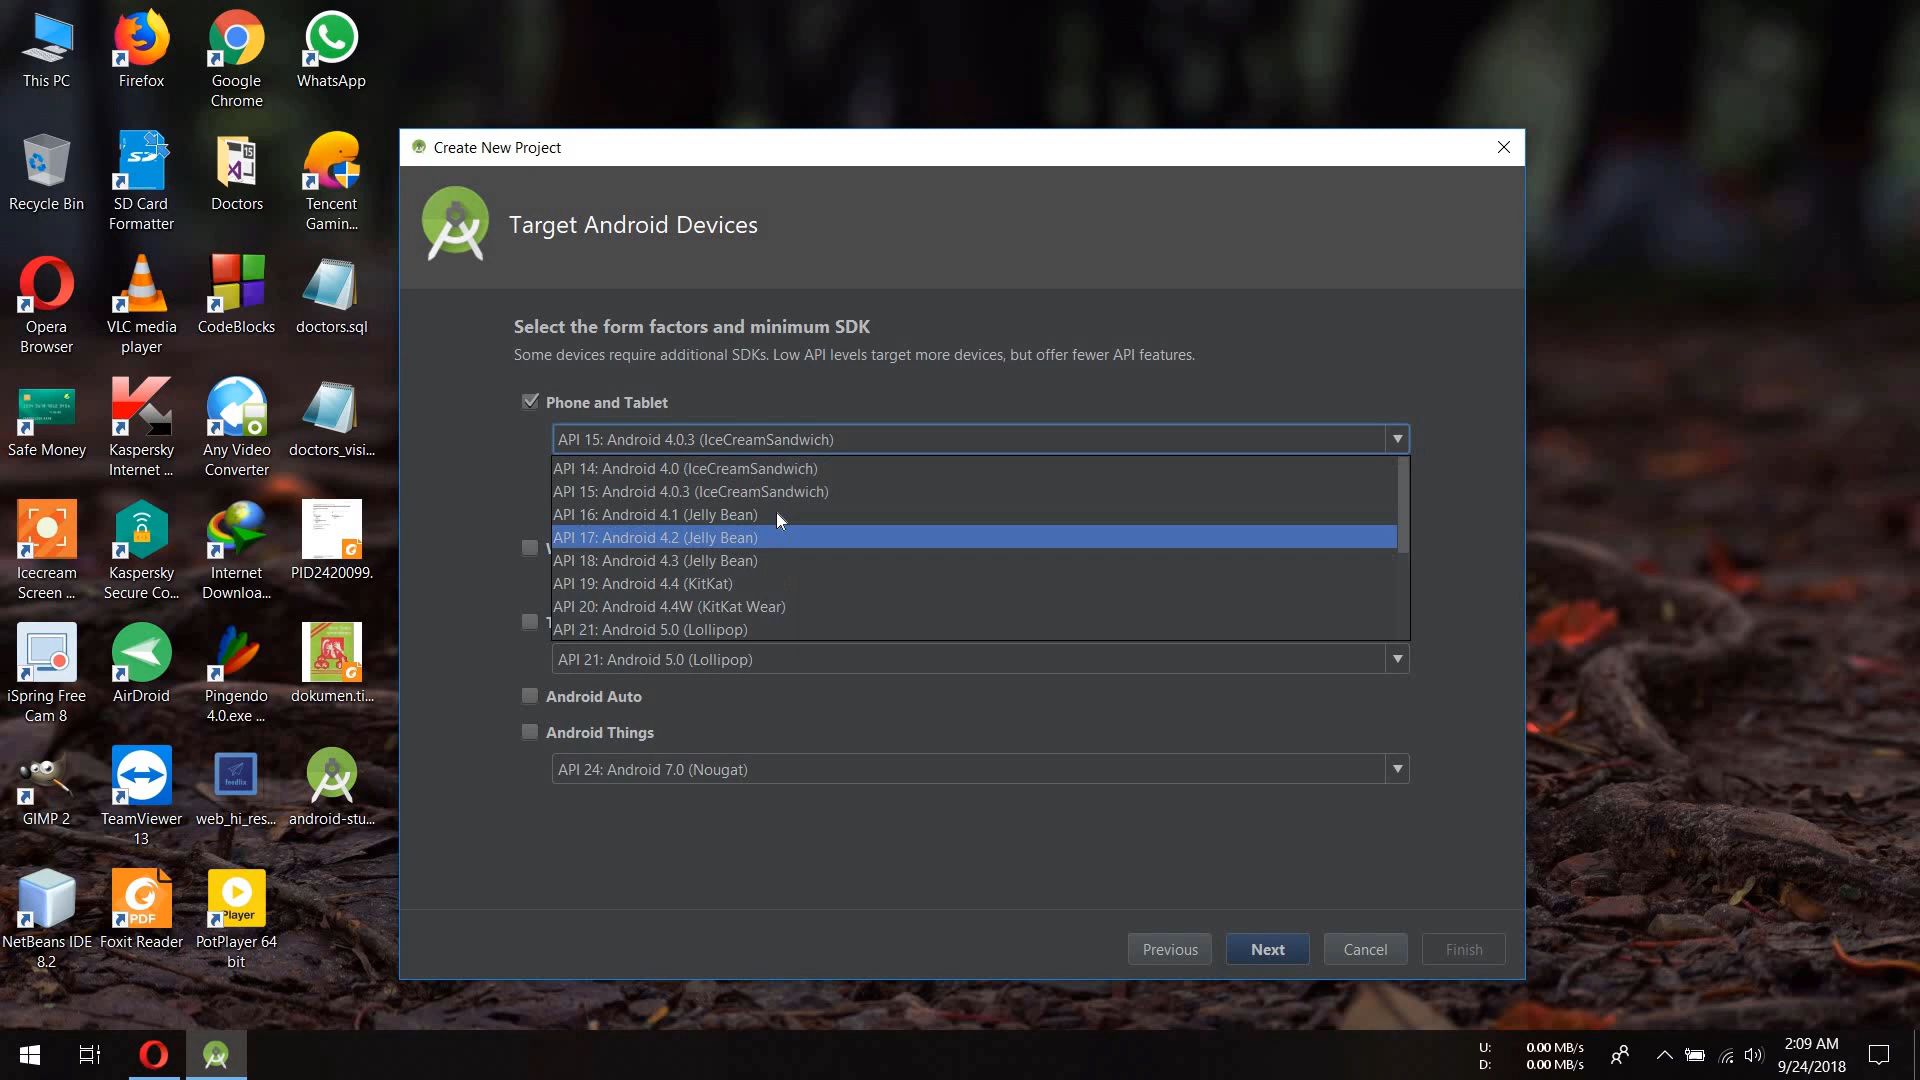 This PC
Firefox
Google
Chrome
WhatsApp
Recycle Bin
SD Card
Formatter
Doctors
Tencent
Gamin...
Opera
Browser
VLC media
player
CodeBlocks
doctors.sql
Safe Money
Kaspersky
Internet ...
Any Video
Converter
doctors_visi...
Icecream
Screen ...
Kaspersky
Secure Co...
Internet
Downloa...
PID2420099.
iSpring Free
Cam 8
AirDroid
Pingendo
4.0.exe ...
dokumen.ti...
GIMP 2
TeamViewer
13
web_hi_res...
android-stu...
NetBeans IDE
8.2
Foxit Reader
PotPlayer 64
bit
Create New Project
Target Android Devices
Select the form factors and minimum SDK
Some devices require additional SDKs. Low API levels target more devices, but offer fewer API features.
Phone and Tablet
API 15: Android 4.0.3 (IceCreamSandwich)
API 14: Android 4.0 (IceCreamSandwich)
API 15: Android 4.0.3 (IceCreamSandwich)
API 16: Android 4.1 (Jelly Bean)
API 17: Android 4.2 (Jelly Bean)
API 18: Android 4.3 (Jelly Bean)
API 19: Android 4.4 (KitKat)
API 20: Android 4.4W (KitKat Wear)
API 21: Android 5.0 (Lollipop)
API 21: Android 5.0 (Lollipop)
Android Auto
Android Things
API 24: Android 7.0 (Nougat)
Previous
Next
Cancel
Finish
U: 0.00 MB/s
D: 0.00 MB/s
2:09 AM
9/24/2018
SD
15
PDF
Player
feedlix